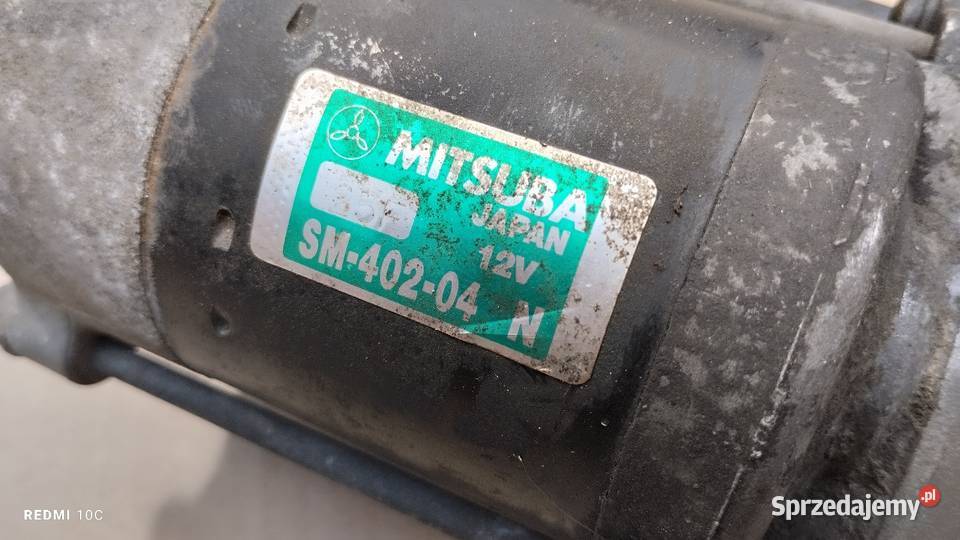 MITSUBA
JAPAN
12V
SM-402-04 N
REDMI 10C
Sprzedajemy.pl